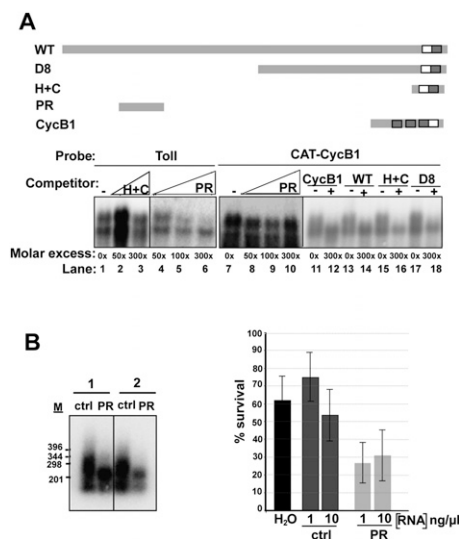 A
WT
D8
H+C
PR
CycB1
Probe: Toll CAT-CycB1
Competitor: - H+C PR - PR CycB1 WT H+C D8
- + - + - + - +
Molar excess: 0x 50x 300x 50x 100x 300x 0x 50x 100x 300x 0x 300x 0x 300x 0x 300x 0x 300x
Lane: 1 2 3 4 5 6 7 8 9 10 11 12 13 14 15 16 17 18
B
1 2
M ctrl PR ctrl PR
396
344
298
201
% survival
100
90
80
70
60
50
40
30
20
10
0
H₂O 1 10 1 10 [RNA] ng/µl
ctrl PR